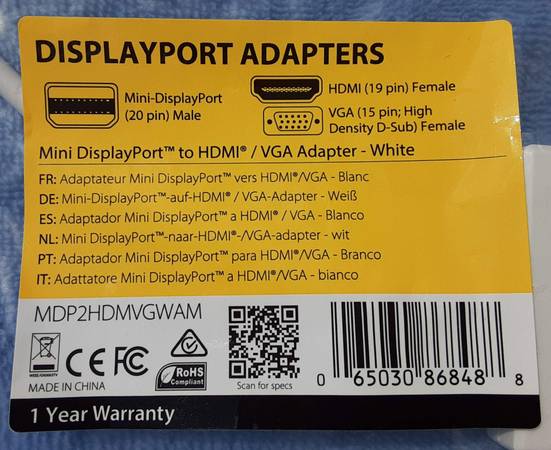 DISPLAYPORT ADAPTERS
Mini-DisplayPort
(20 pin) Male
HDMI (19 pin) Female
VGA (15 pin; High
Density D-Sub) Female
Mini DisplayPort™ to HDMI® / VGA Adapter - White
FR: Adaptateur Mini DisplayPort™ vers HDMI®/VGA - Blanc
DE: Mini-DisplayPort™-auf-HDMI® / VGA-Adapter - Weiß
ES: Adaptador Mini DisplayPort™ a HDMI® / VGA - Blanco
NL: Mini DisplayPort™-naar-HDMI®-/VGA-adapter - wit
PT: Adaptador Mini DisplayPort™ para HDMI®/VGA - Branco
IT: Adattatore Mini DisplayPort™ a HDMI®/VGA - bianco
MDP2HDMVGWAM
CE FC
RoHS
Compliant
MADE IN CHINA
Scan for specs
0 65030 86848 8
1 Year Warranty